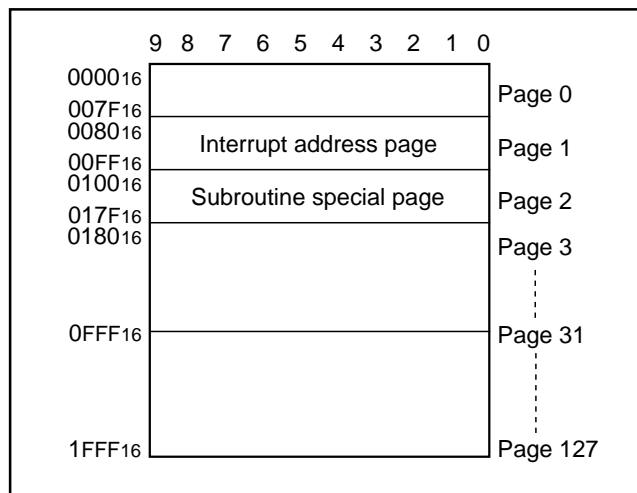 9 8 7 6 5 4 3 2 1 0
000016
007F16
Page 0
008016
00FF16
Interrupt address page
Page 1
010016
017F16
Subroutine special page
Page 2
018016
Page 3
0FFF16
Page 31
1FFF16
Page 127